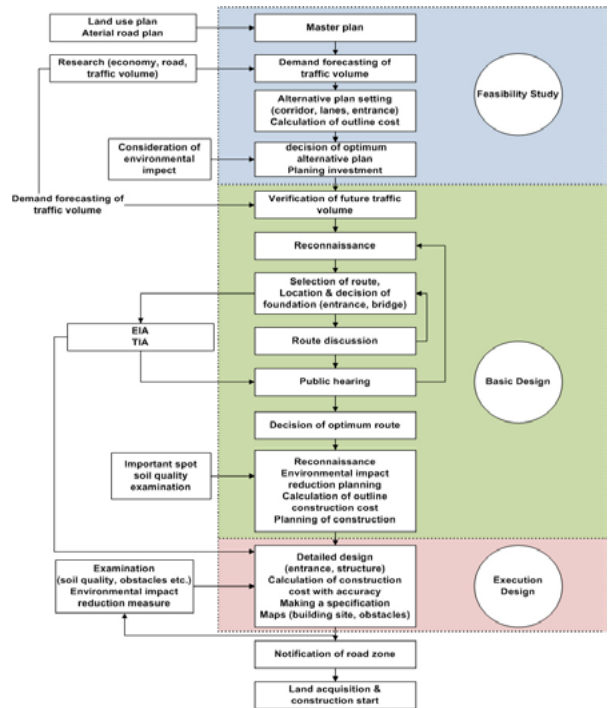 Land use plan
Aterial road plan
Master plan
Research (economy, road,
traffic volume)
Demand forecasting of
traffic volume
Feasibility Study
Alternative plan setting
(corridor, lanes, entrance)
Calculation of outline cost
Consideration of
environmental
impact
decision of optimum
alternative plan
Planing investment
Demand forecasting of
traffic volume
Verification of future traffic
volume
Reconnaissance
Selection of route,
Location & decision of
foundation (entrance, bridge)
EIA
TIA
Route discussion
Basic Design
Public hearing
Decision of optimum route
Important spot
soil quality
examination
Reconnaissance
Environmental impact
reduction planning
Calculation of outline
construction cost
Planning of construction
Examination
(soil quality, obstacles etc.)
Environmental impact
reduction measure
Detailed design
(entrance, structure)
Calculation of construction
cost with accuracy
Making a specification
Maps (building site, obstacles)
Execution
Design
Notification of road zone
Land acquisition &
construction start